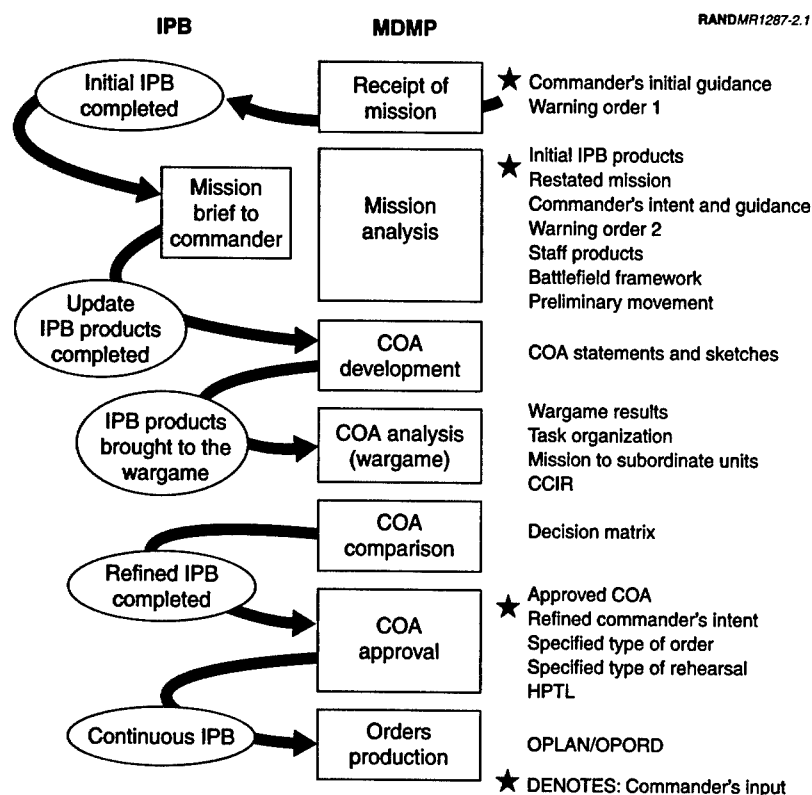 IPB
MDMP
RANDMR1287-2.1
Initial IPB
completed
Receipt of
mission
★ Commander's initial guidance
Warning order 1
Mission
brief to
commander
Mission
analysis
★ Initial IPB products
Restated mission
Commander's intent and guidance
Warning order 2
Staff products
Battlefield framework
Preliminary movement
Update
IPB products
completed
COA
development
COA statements and sketches
IPB products
brought to the
wargame
COA analysis
(wargame)
Wargame results
Task organization
Mission to subordinate units
CCIR
COA
comparison
Decision matrix
Refined IPB
completed
COA
approval
★ Approved COA
Refined commander's intent
Specified type of order
Specified type of rehearsal
HPTL
Continuous IPB
Orders
production
OPLAN/OPORD
★ DENOTES: Commander's input